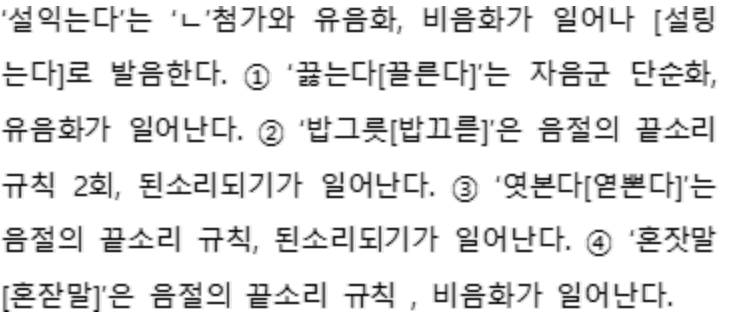 ‘설익는다’는 ‘ㄴ’첨가와 유음화, 비음화가 일어나 [설링
는다]로 발음한다. ① ‘끓는다[끌른다]’는 자음군 단순화,
유음화가 일어난다. ② ‘밥그릇[밥끄륻]’은 음절의 끝소리
규칙 2회, 된소리되기가 일어난다. ③ ‘엿본다[엳뽄다]’는
음절의 끝소리 규칙, 된소리되기가 일어난다. ④ ‘혼잣말
[혼잗말]’은 음절의 끝소리 규칙 , 비음화가 일어난다.